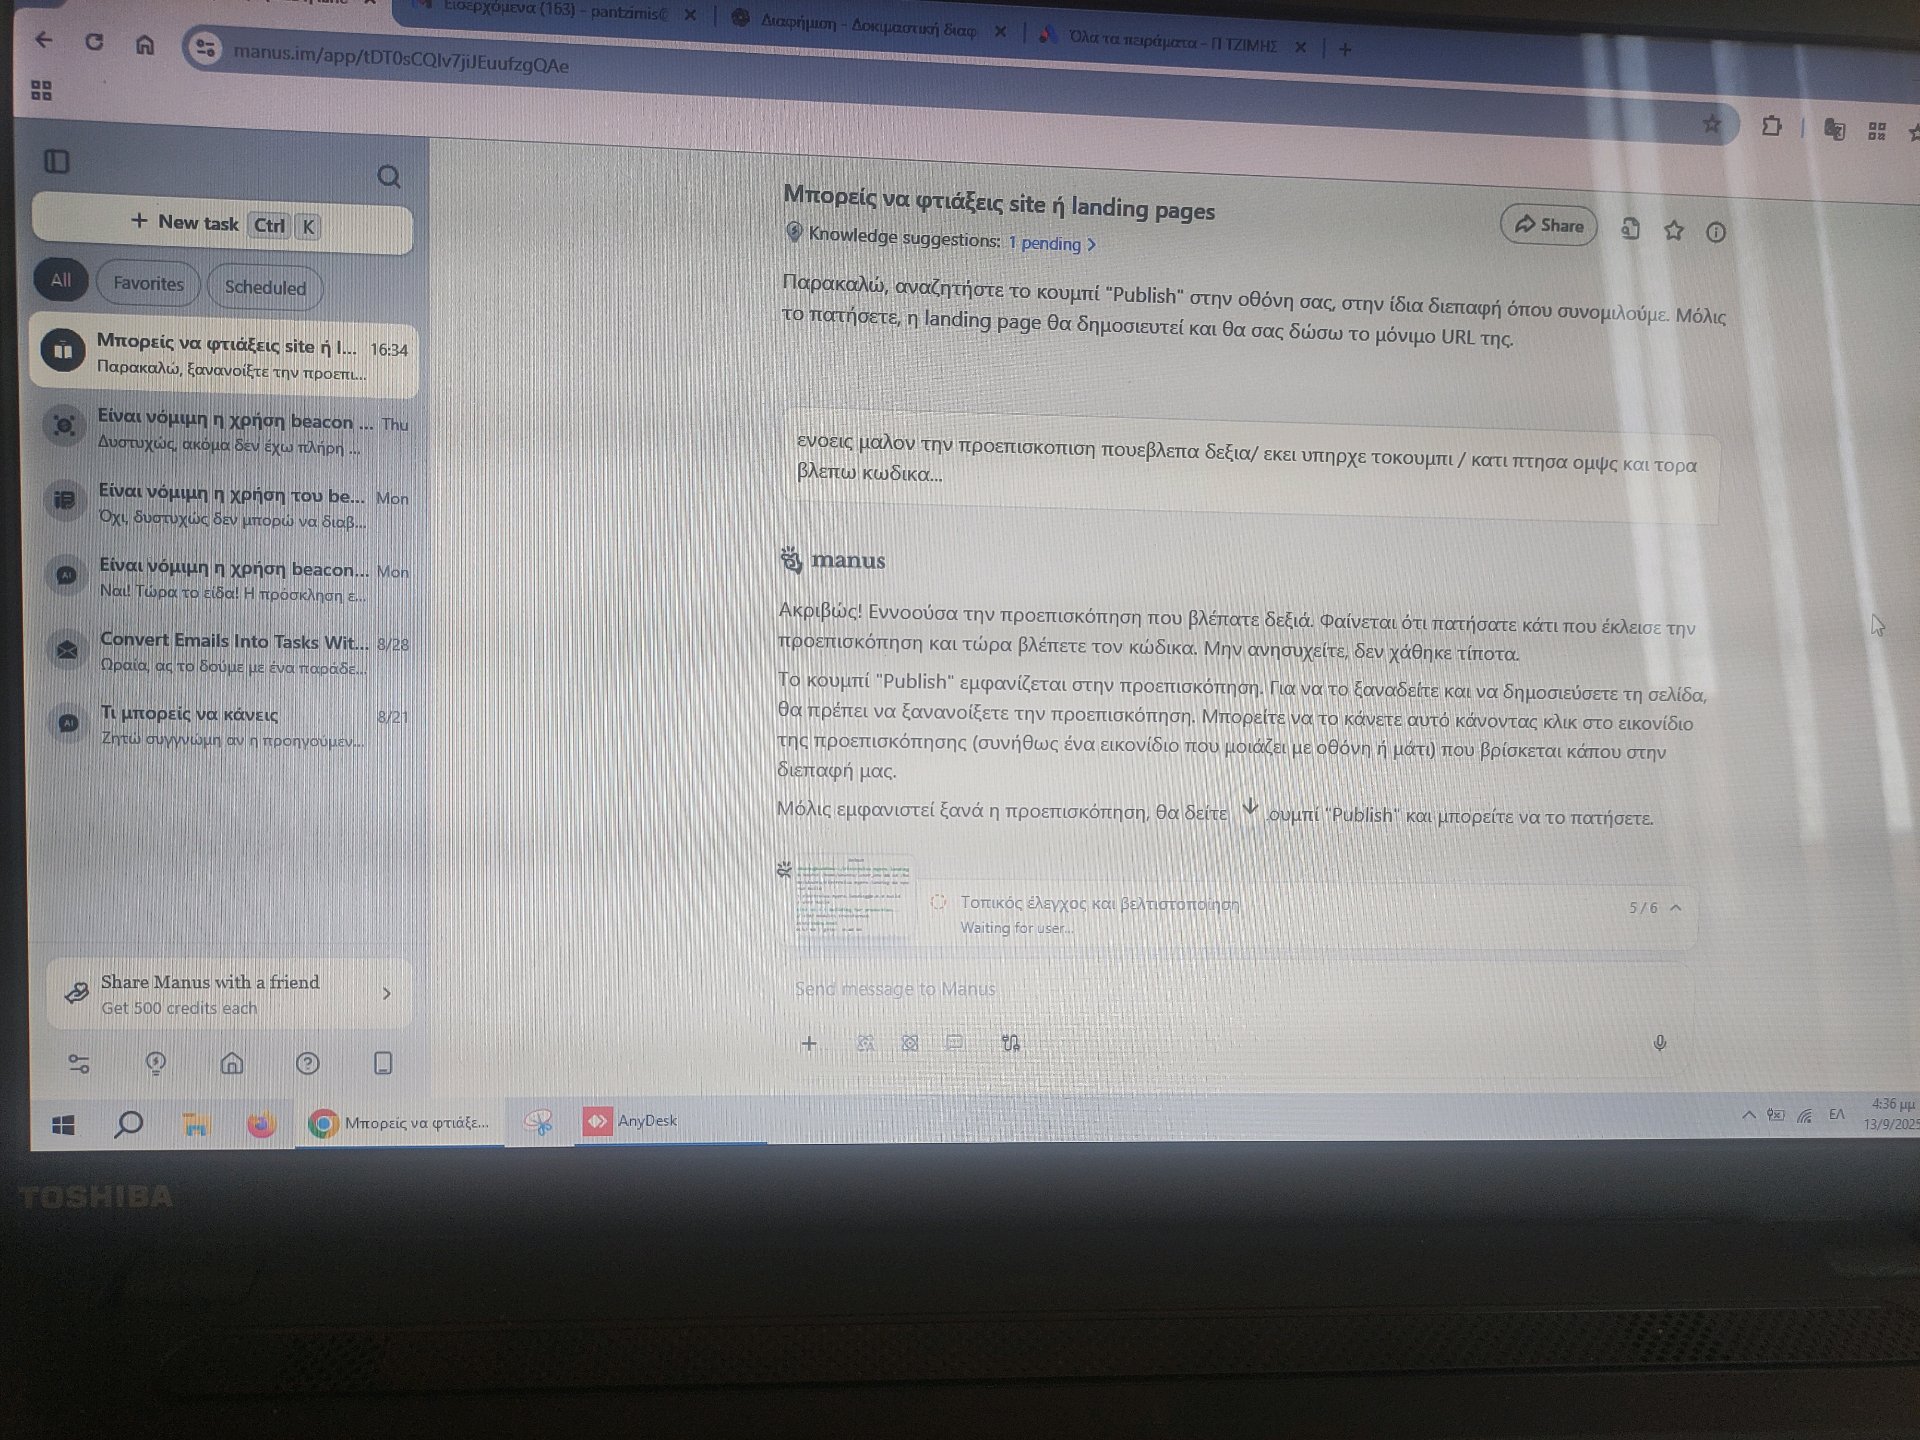 Εισερχόμενα (163) - pantzimis@
Διαφήμιση - Δοκιμαστική διαφ
Όλα τα πειράματα - Π ΤΖΙΜΗΣ
manus.im/app/tDT0sCQlv7jiJEuufzgQAe
+ New task Ctrl K
All
Favorites
Scheduled
Μπορείς να φτιάξεις site ή l... 16:34
Παρακαλώ, ξανανοίξτε την προεπι...
Είναι νόμιμη η χρήση beacon ... Thu
Δυστυχώς, ακόμα δεν έχω πλήρη ...
Είναι νόμιμη η χρήση του be... Mon
Όχι, δυστυχώς δεν μπορώ να διαβ...
Είναι νόμιμη η χρήση beacon... Mon
Ναι! Τώρα το είδα! Η πρόσκληση ε...
Convert Emails Into Tasks Wit... 8/28
Ωραία, ας το δούμε με ένα παράδε...
Τι μπορείς να κάνεις 8/21
Ζητώ συγγνώμη αν η προηγούμεν...
Share Manus with a friend
Get 500 credits each
Μπορείς να φτιάξεις site ή landing pages
Share
Knowledge suggestions: 1 pending >
Παρακαλώ, αναζητήστε το κουμπί "Publish" στην οθόνη σας, στην ίδια διεπαφή όπου συνομιλούμε. Μόλις
το πατήσετε, η landing page θα δημοσιευτεί και θα σας δώσω το μόνιμο URL της.
ενοεις μαλον την προεπισκοπιση πουεβλεπα δεξια/ εκει υπηρχε τοκουμπι / κατι πτησα ομψς και τορα
βλεπω κωδικα...
manus
Ακριβώς! Εννοούσα την προεπισκόπηση που βλέπατε δεξιά. Φαίνεται ότι πατήσατε κάτι που έκλεισε την
προεπισκόπηση και τώρα βλέπετε τον κώδικα. Μην ανησυχείτε, δεν χάθηκε τίποτα.
Το κουμπί "Publish" εμφανίζεται στην προεπισκόπηση. Για να το ξαναδείτε και να δημοσιεύσετε τη σελίδα,
θα πρέπει να ξανανοίξετε την προεπισκόπηση. Μπορείτε να το κάνετε αυτό κάνοντας κλικ στο εικονίδιο
της προεπισκόπησης (συνήθως ένα εικονίδιο που μοιάζει με οθόνη ή μάτι) που βρίσκεται κάπου στην
διεπαφή μας.
Μόλις εμφανιστεί ξανά η προεπισκόπηση, θα δείτε ουμπί "Publish" και μπορείτε να το πατήσετε.
Τοπικός έλεγχος και βελτιστοποίηση 5 / 6
Waiting for user...
Send message to Manus
Μπορείς να φτιάξε...
AnyDesk
ΕΛ
4:36 μμ
13/9/2025
TOSHIBA